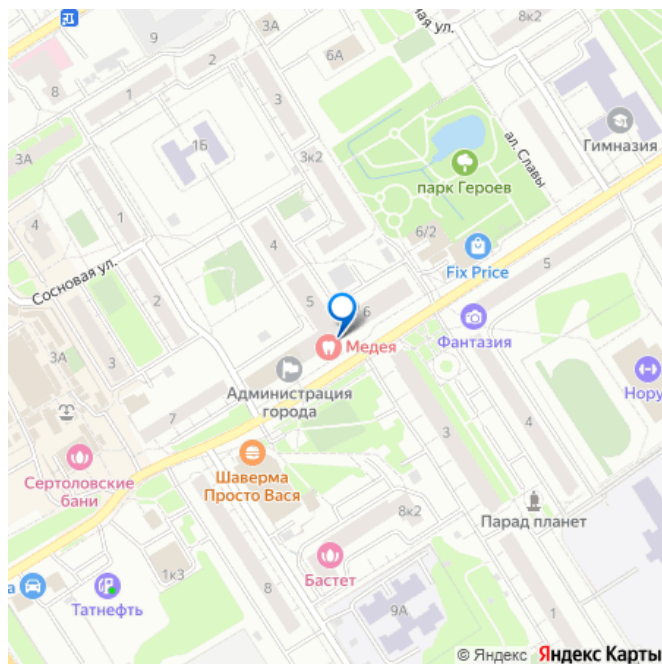 ная ул.
9
2
6А
8к2
8
1
3
3А
1Б
3к2
ал. Славы
Гимназия
парк Героев
4
1
4
6/2
Fix Price
5
Сосновая ул.
2
5
6
Фантазия
3А
3
Медея
Администрация
города
Нору
7
3
4
Сертоловские
бани
Шаверма
Просто Вася
8к2
Парад планет
1к3
8
Бастет
а
Татнефть
9А
1
© Яндекс Яндекс Карты